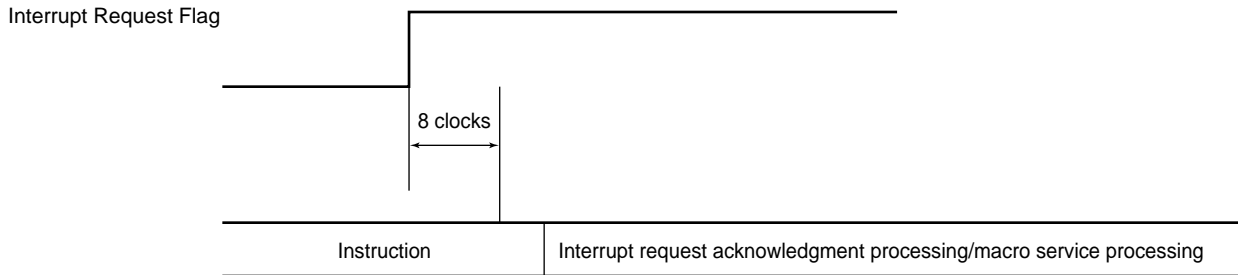 Interrupt Request Flag
8 clocks
Instruction
Interrupt request acknowledgment processing/macro service processing